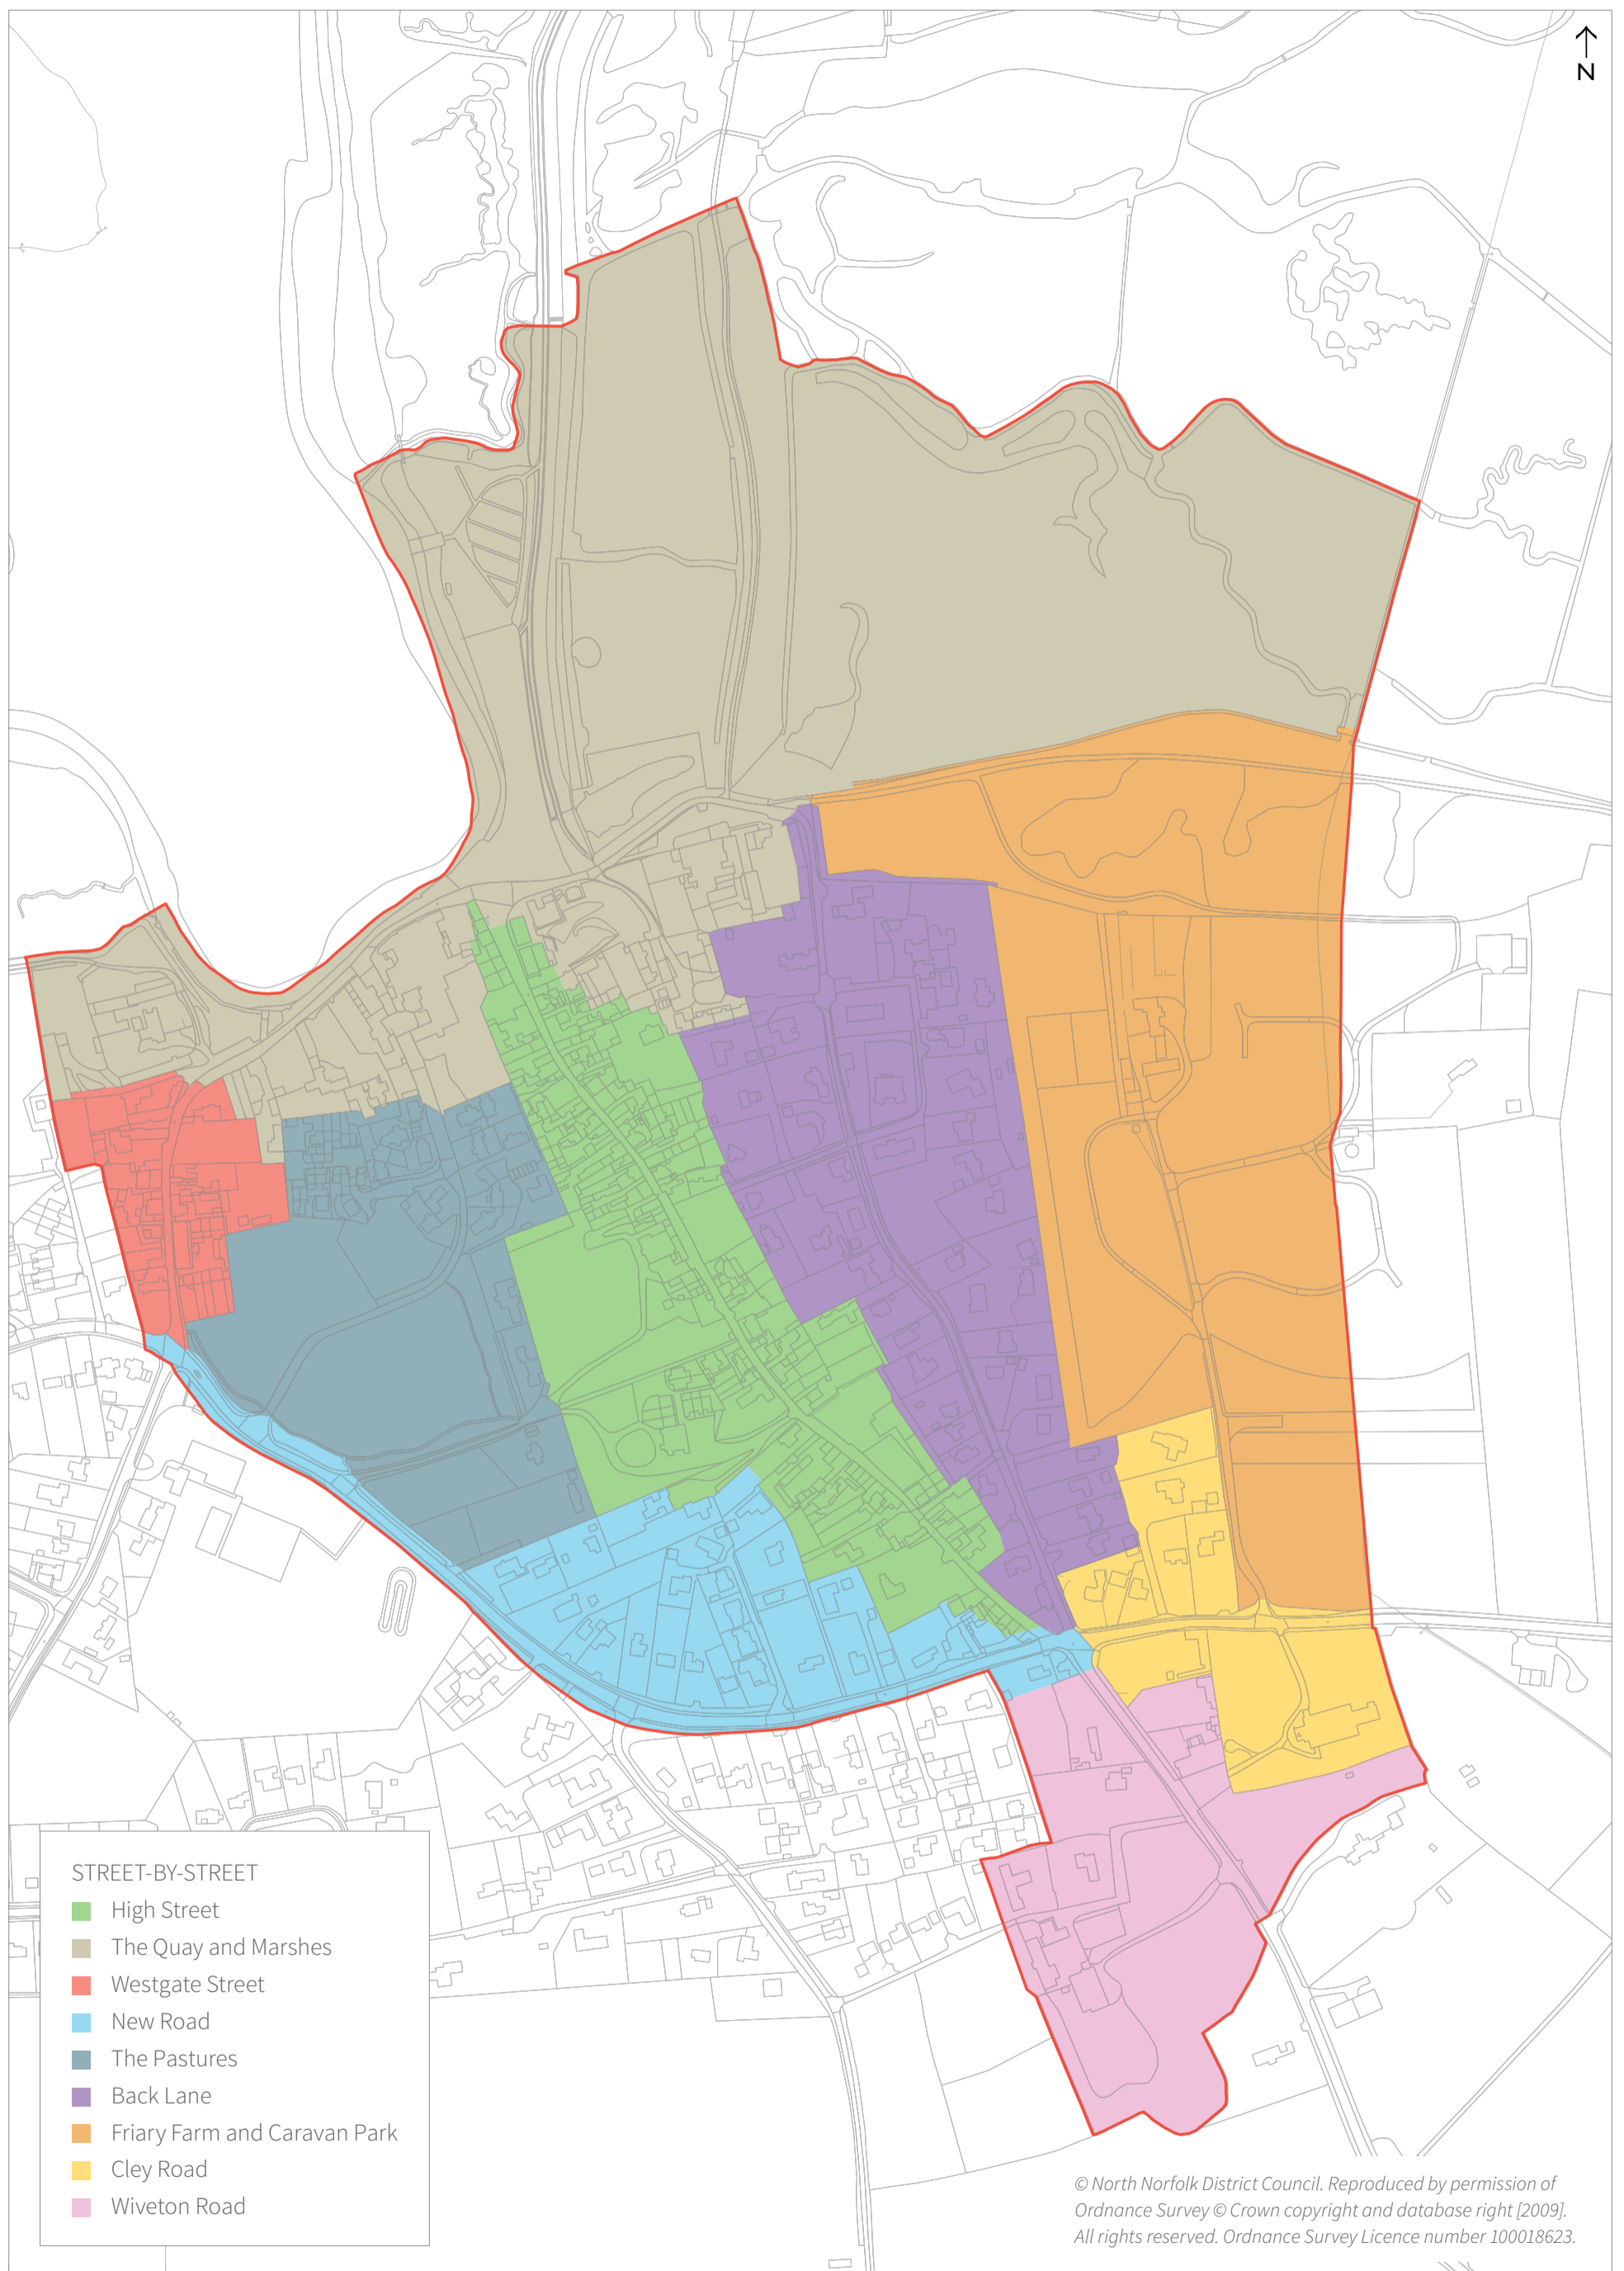 N
STREET-BY-STREET
High Street
The Quay and Marshes
Westgate Street
New Road
The Pastures
Back Lane
Friary Farm and Caravan Park
Cley Road
Wiveton Road
© North Norfolk District Council. Reproduced by permission of
Ordnance Survey © Crown copyright and database right [2009].
All rights reserved. Ordnance Survey Licence number 100018623.